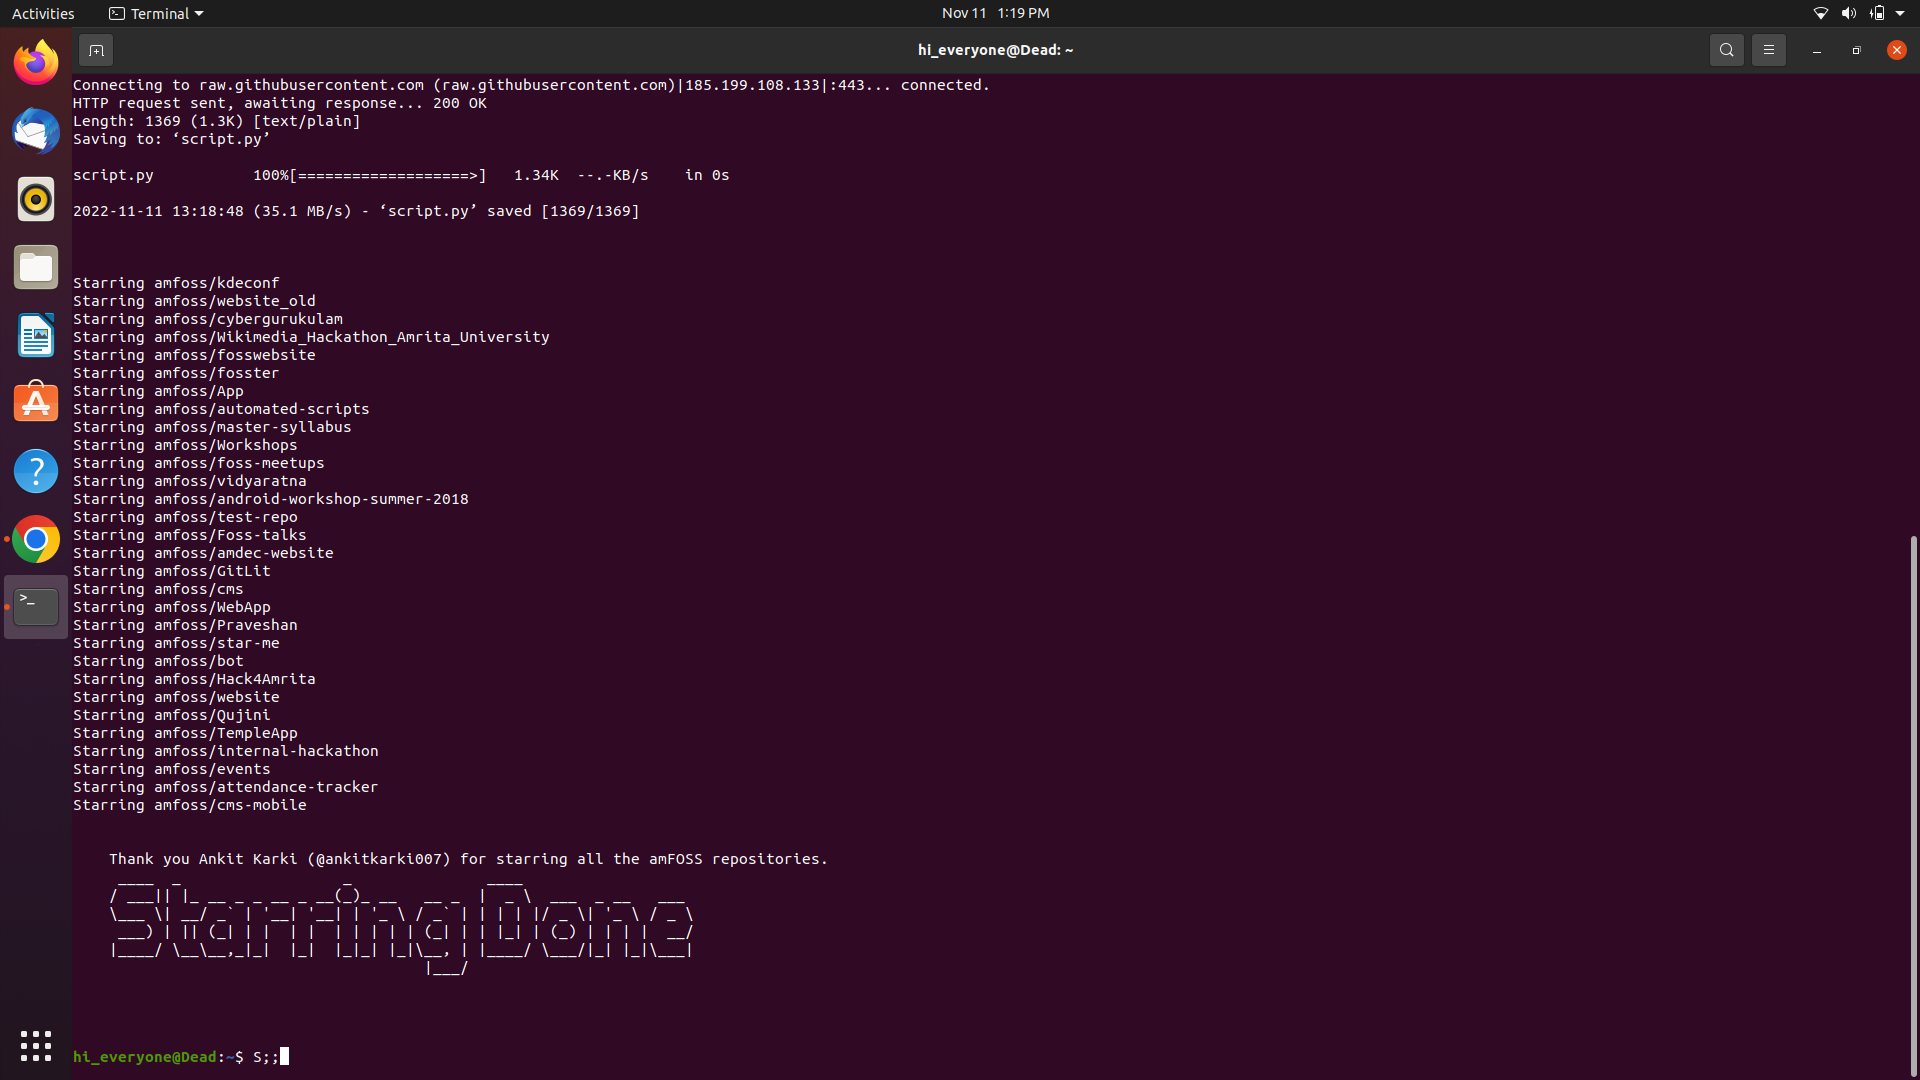 Activities Terminal Nov 11 1:19 PM
hi_everyone@Dead: ~
Connecting to raw.githubusercontent.com (raw.githubusercontent.com)|185.199.108.133|:443... connected.
HTTP request sent, awaiting response... 200 OK
Length: 1369 (1.3K) [text/plain]
Saving to: ‘script.py’
script.py 100%[===================>] 1.34K --.-KB/s in 0s
2022-11-11 13:18:48 (35.1 MB/s) - ‘script.py’ saved [1369/1369]
Starring amfoss/kdeconf
Starring amfoss/website_old
Starring amfoss/cybergurukulam
Starring amfoss/Wikimedia_Hackathon_Amrita_University
Starring amfoss/fosswebsite
Starring amfoss/fosster
Starring amfoss/App
Starring amfoss/automated-scripts
Starring amfoss/master-syllabus
Starring amfoss/Workshops
Starring amfoss/foss-meetups
Starring amfoss/vidyaratna
Starring amfoss/android-workshop-summer-2018
Starring amfoss/test-repo
Starring amfoss/Foss-talks
Starring amfoss/amdec-website
Starring amfoss/GitLit
Starring amfoss/cms
Starring amfoss/WebApp
Starring amfoss/Praveshan
Starring amfoss/star-me
Starring amfoss/bot
Starring amfoss/Hack4Amrita
Starring amfoss/website
Starring amfoss/Qujini
Starring amfoss/TempleApp
Starring amfoss/internal-hackathon
Starring amfoss/events
Starring amfoss/attendance-tracker
Starring amfoss/cms-mobile
Thank you Ankit Karki (@ankitkarki007) for starring all the amFOSS repositories.
Starring Done
hi_everyone@Dead:~$ S;;